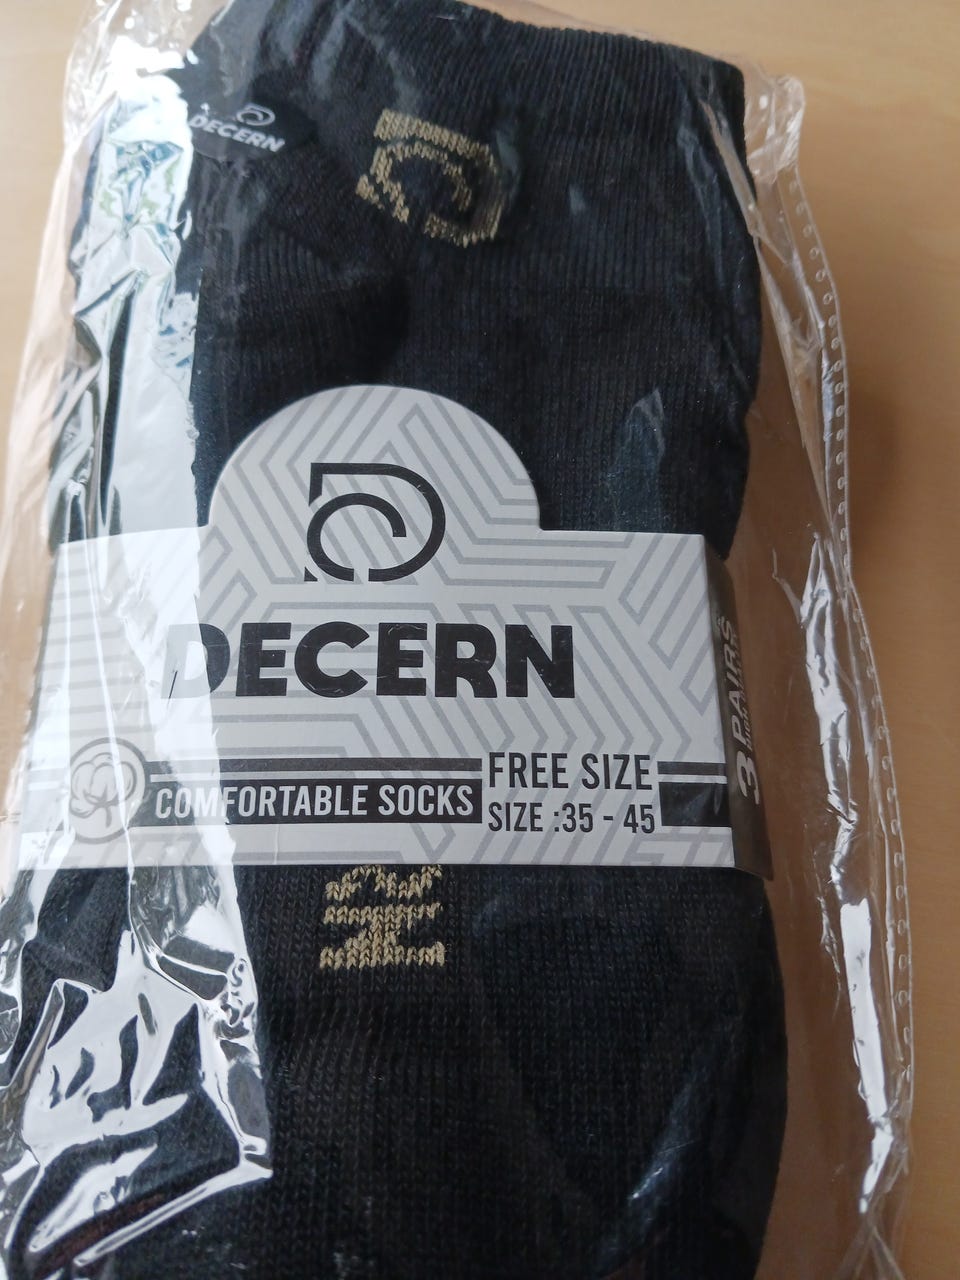 DECERN
DECERN
COMFORTABLE SOCKS
FREE SIZE
SIZE :35 - 45
3 PAIRS